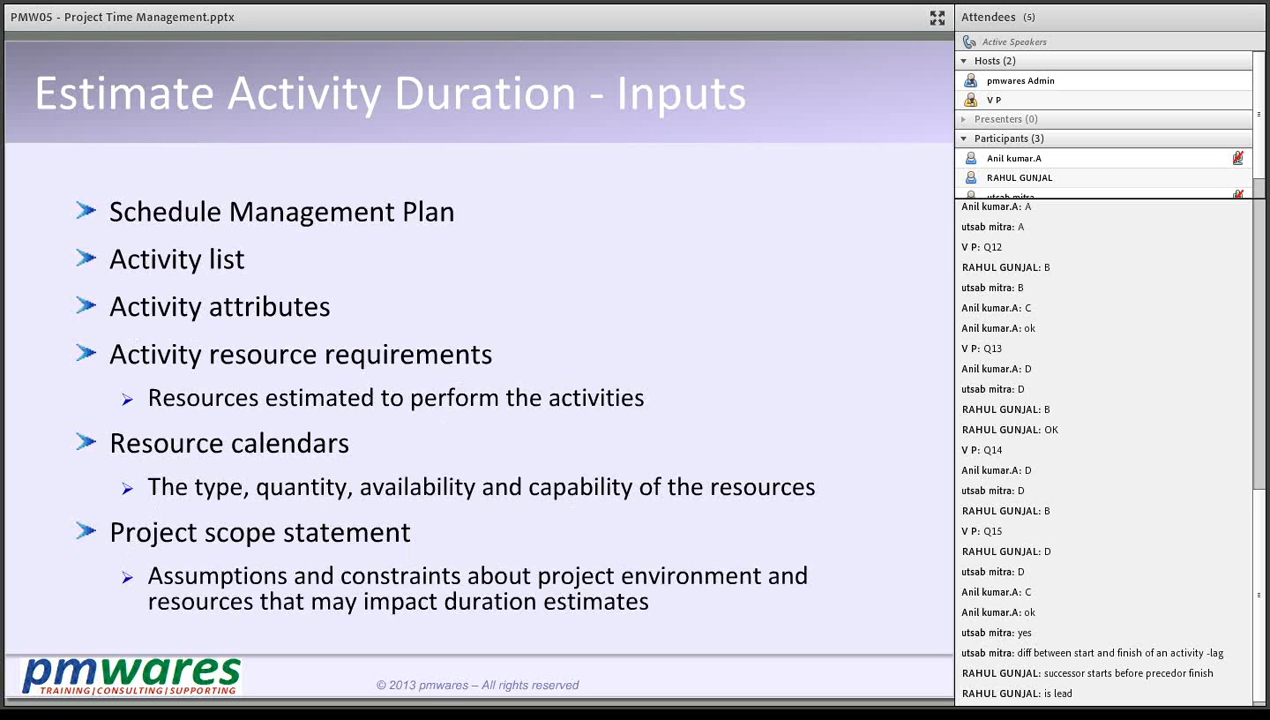 PMW05 - Project Time Management.pptx
Estimate Activity Duration - Inputs
Schedule Management Plan
Activity list
Activity attributes
Activity resource requirements
Resources estimated to perform the activities
Resource calendars
The type, quantity, availability and capability of the resources
Project scope statement
Assumptions and constraints about project environment and
resources that may impact duration estimates
pmwares
TRAINING|CONSULTING|SUPPORTING
© 2013 pmwares – All rights reserved
Attendees (5)
Active Speakers
Hosts (2)
pmwares Admin
V P
Presenters (0)
Participants (3)
Anil kumar.A
RAHUL GUNJAL
utsab mitra
Anil kumar.A: A
utsab mitra: A
V P: Q12
RAHUL GUNJAL: B
utsab mitra: B
Anil kumar.A: C
Anil kumar.A: ok
V P: Q13
Anil kumar.A: D
utsab mitra: D
RAHUL GUNJAL: B
RAHUL GUNJAL: OK
V P: Q14
Anil kumar.A: D
utsab mitra: D
RAHUL GUNJAL: B
V P: Q15
RAHUL GUNJAL: D
utsab mitra: D
Anil kumar.A: C
Anil kumar.A: ok
utsab mitra: yes
utsab mitra: diff between start and finish of an activity -lag
RAHUL GUNJAL: successor starts before precedor finish
RAHUL GUNJAL: is lead